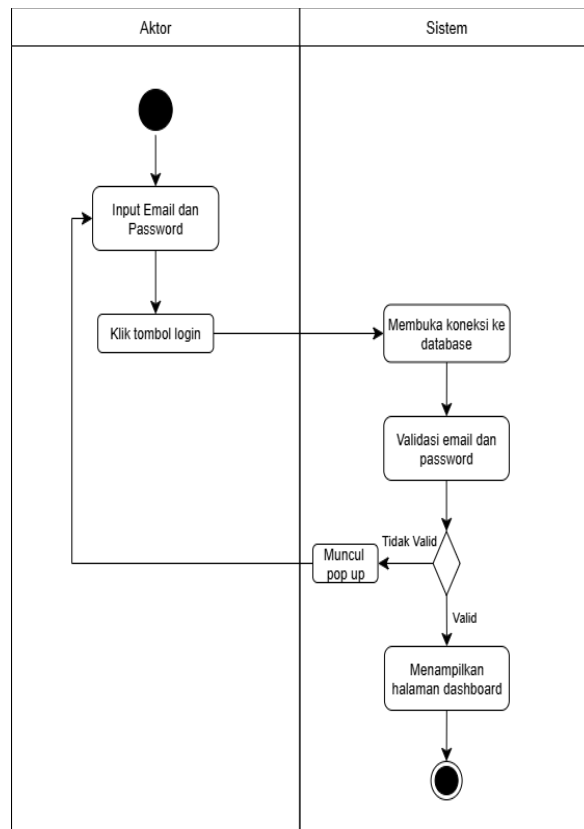 Aktor
Sistem
Input Email dan
Password
Klik tombol login
Membuka koneksi ke
database
Validasi email dan
password
Tidak Valid
Muncul
pop up
Valid
Menampilkan
halaman dashboard